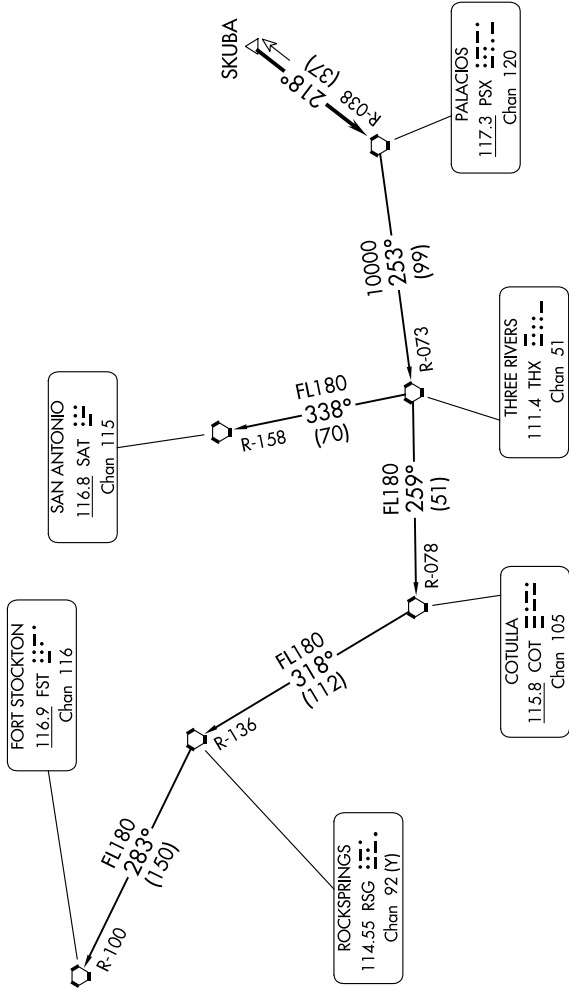 SKUBA
218°
(37)
R-038
PALACIOS
117.3 PSX
Chan 120
10000
253°
(99)
R-073
THREE RIVERS
111.4 THX
Chan 51
FL180
338°
(70)
R-158
SAN ANTONIO
116.8 SAT
Chan 115
FL180
259°
(51)
R-078
COTULLA
115.8 COT
Chan 105
FL180
318°
(112)
R-136
ROCKSPRINGS
114.55 RSG
Chan 92 (Y)
FL180
283°
(150)
R-100
FORT STOCKTON
116.9 FST
Chan 116